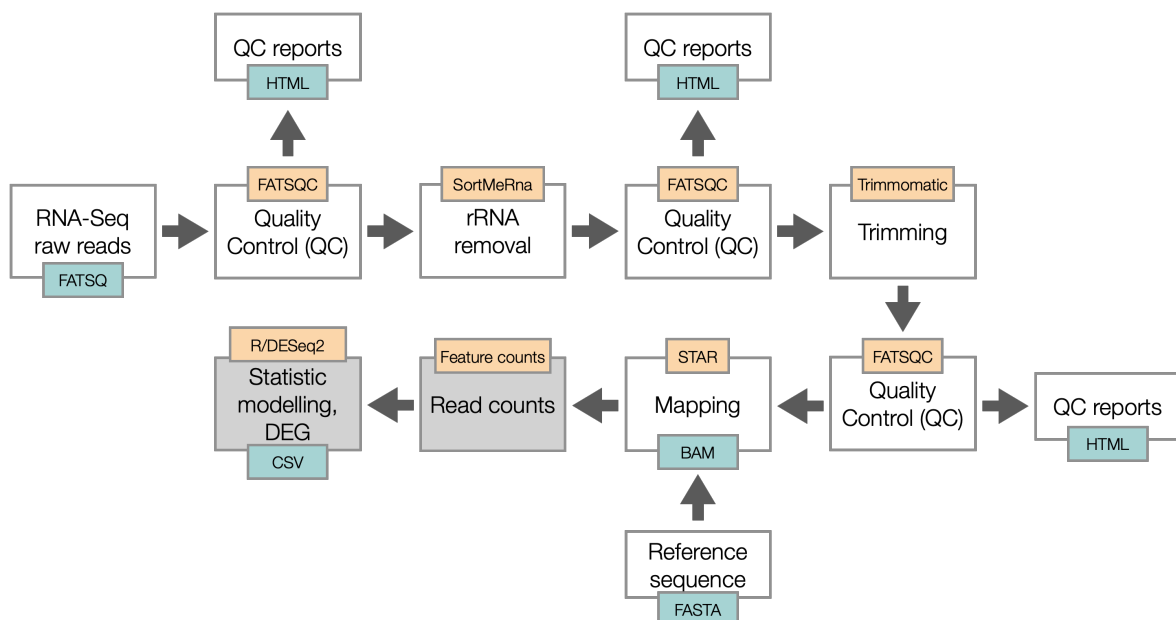 QC reports
HTML
QC reports
HTML
RNA-Seq
raw reads
FATSQ
FATSQC
Quality
Control (QC)
SortMeRna
rRNA
removal
FATSQC
Quality
Control (QC)
Trimmomatic
Trimming
FATSQC
Quality
Control (QC)
QC reports
HTML
STAR
Mapping
BAM
Reference
sequence
FASTA
Feature counts
Read counts
R/DESeq2
Statistic
modelling,
DEG
CSV